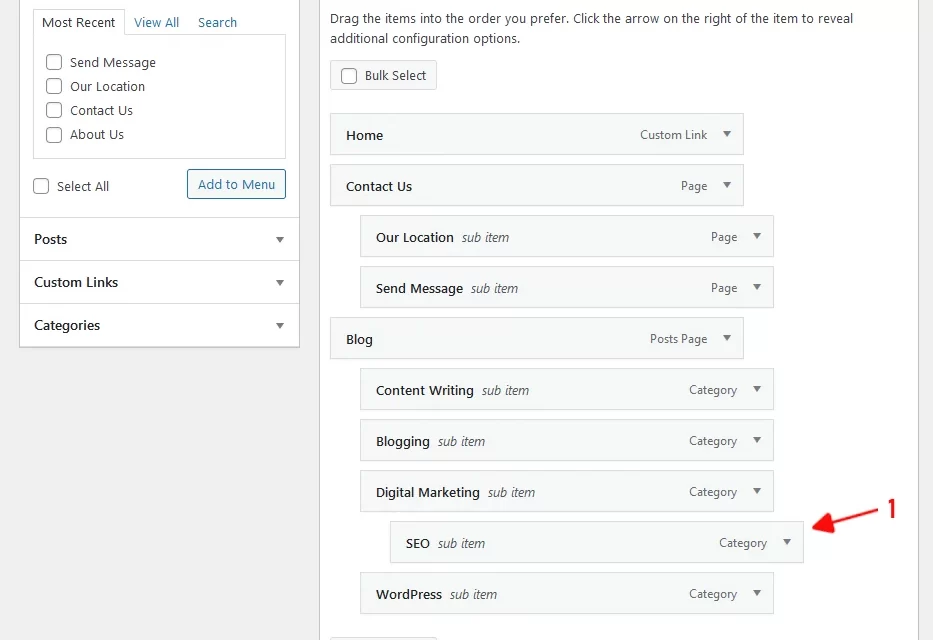 Most Recent View All Search
Send Message
Our Location
Contact Us
About Us
Select All Add to Menu
Posts
Custom Links
Categories
Drag the items into the order you prefer. Click the arrow on the right of the item to reveal
additional configuration options.
Bulk Select
Home Custom Link
Contact Us Page
Our Location sub item Page
Send Message sub item Page
Blog Posts Page
Content Writing sub item Category
Blogging sub item Category
Digital Marketing sub item Category
1
SEO sub item Category
WordPress sub item Category